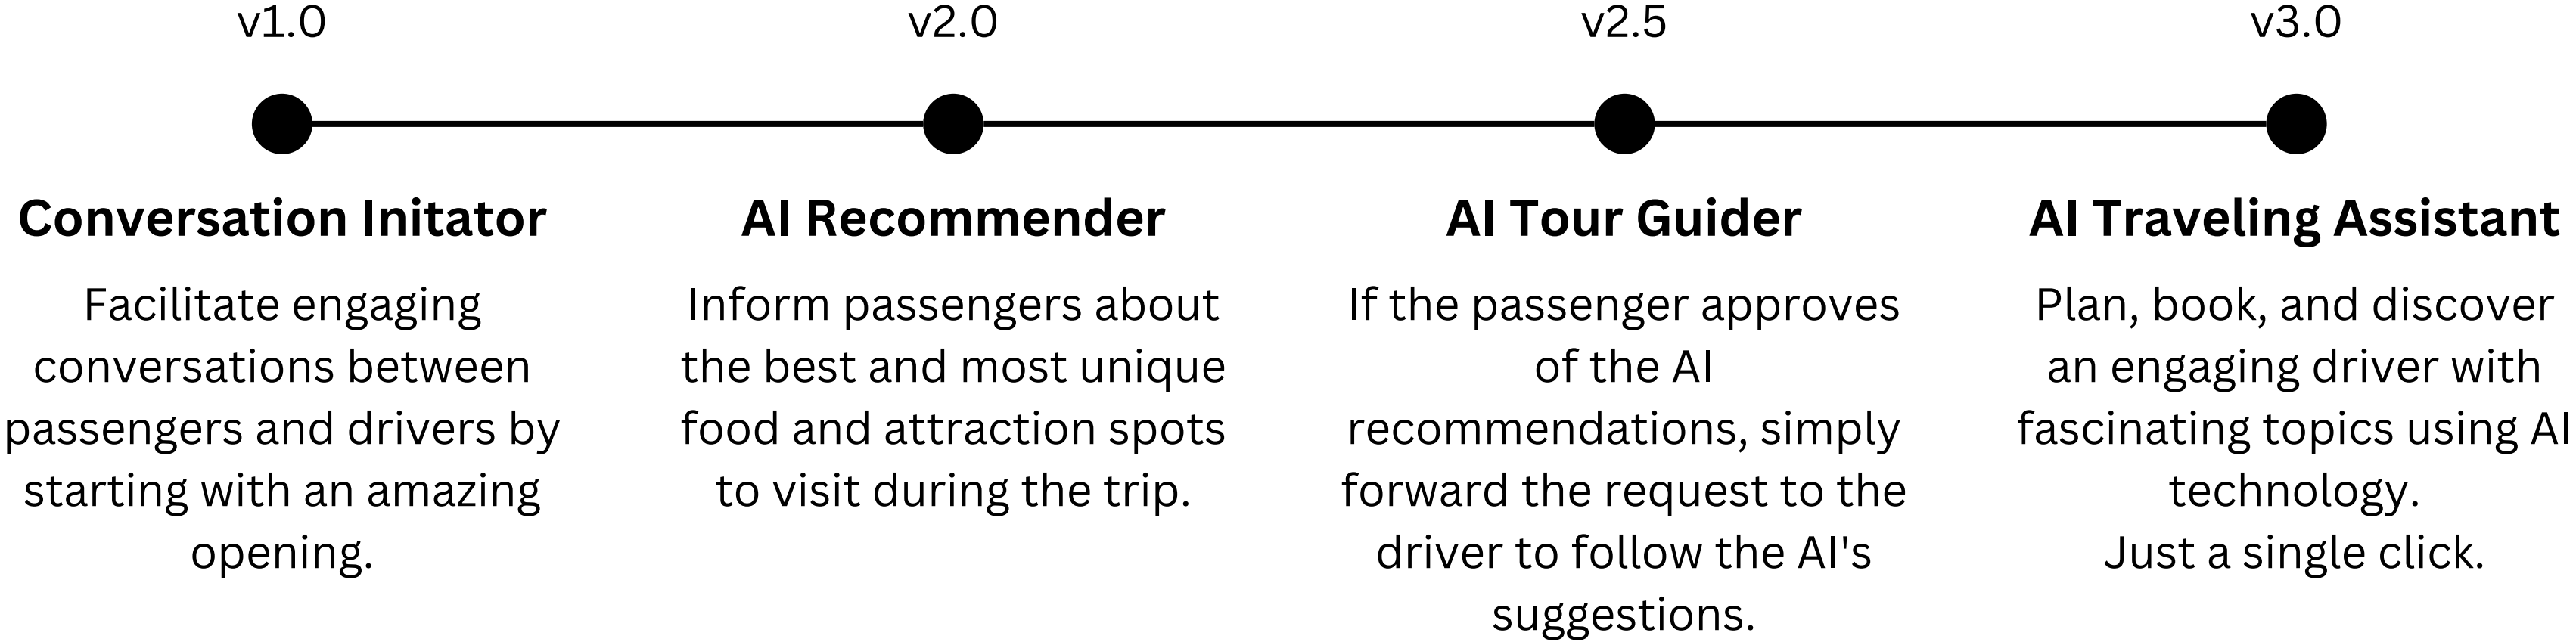 v1.0
v2.0
v2.5
v3.0
Conversation Initator
Facilitate engaging
conversations between
passengers and drivers by
starting with an amazing
opening.
AI Recommender
Inform passengers about
the best and most unique
food and attraction spots
to visit during the trip.
AI Tour Guider
If the passenger approves
of the AI
recommendations, simply
forward the request to the
driver to follow the AI's
suggestions.
AI Traveling Assistant
Plan, book, and discover
an engaging driver with
fascinating topics using AI
technology.
Just a single click.